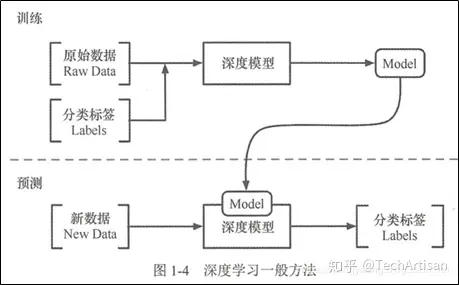 训练
原始数据
Raw Data
深度模型
Model
分类标签
Labels
预测
新数据
New Data
Model
深度模型
分类标签
Labels
图 1-4 深度学习一般方法
知乎 @TechArtisan